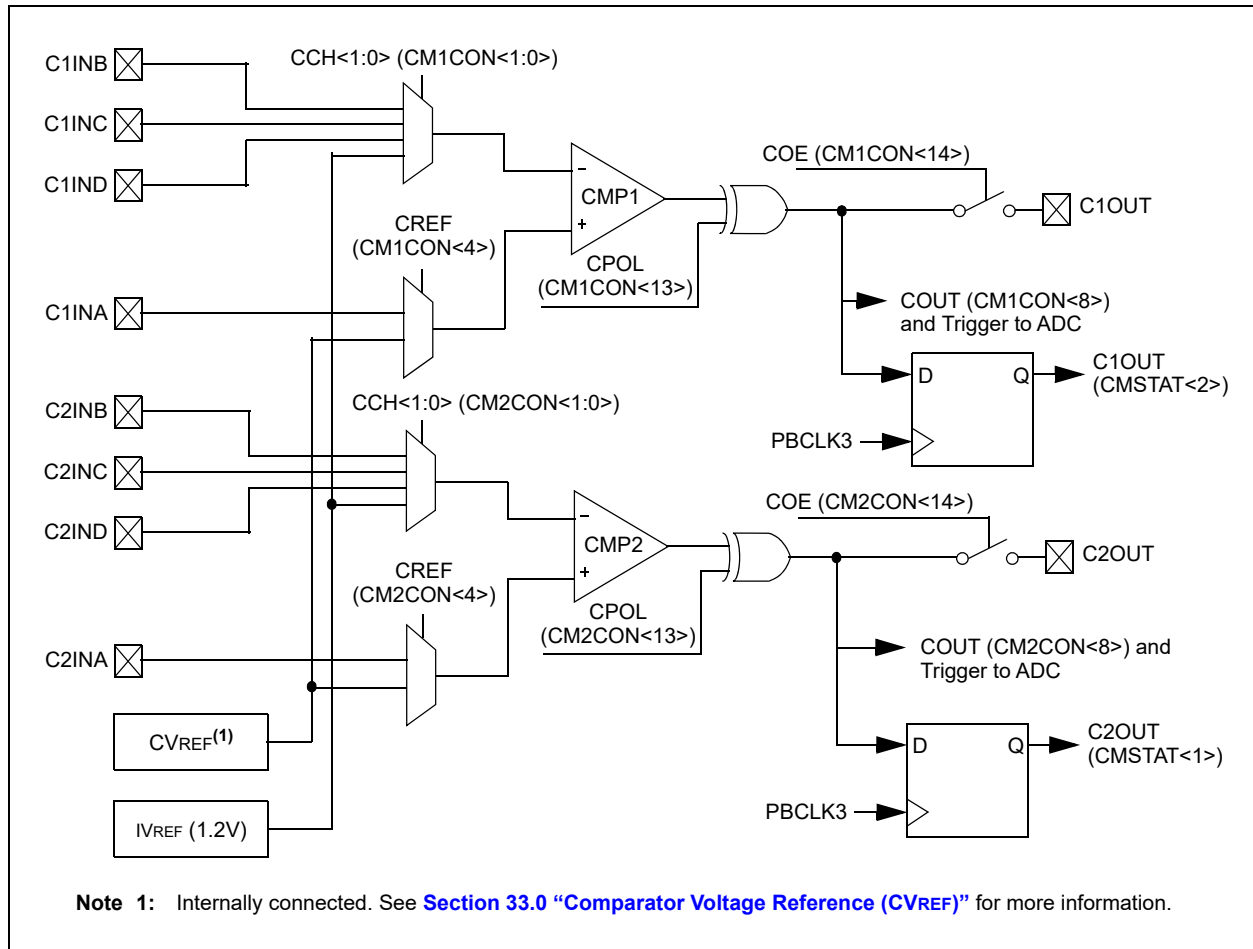 C1INB
CCH<1:0> (CM1CON<1:0>)
C1INC
C1IND
COE (CM1CON<14>)
-
CMP1
+
C1OUT
CREF
(CM1CON<4>)
CPOL
(CM1CON<13>)
C1INA
COUT (CM1CON<8>)
and Trigger to ADC
D
Q
C1OUT
(CMSTAT<2>)
PBCLK3
C2INB
CCH<1:0> (CM2CON<1:0>)
C2INC
C2IND
COE (CM2CON<14>)
-
CMP2
+
C2OUT
CREF
(CM2CON<4>)
CPOL
(CM2CON<13>)
C2INA
COUT (CM2CON<8>) and
Trigger to ADC
CVREF(1)
D
Q
C2OUT
(CMSTAT<1>)
PBCLK3
IVREF (1.2V)
Note 1: Internally connected. See Section 33.0 “Comparator Voltage Reference (CVREF)” for more information.